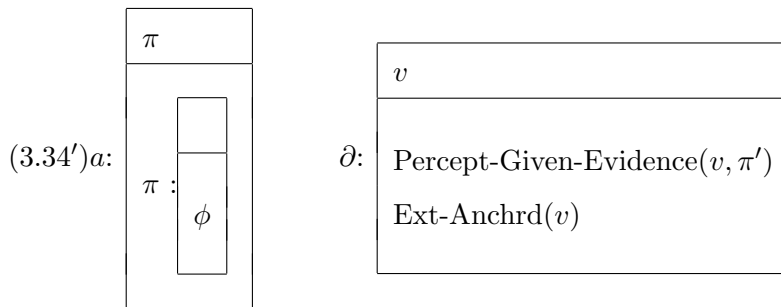 π
v
(3.34′)a: π : ∂: Percept-Given-Evidence(v, π′)
ϕ Ext-Anchrd(v)